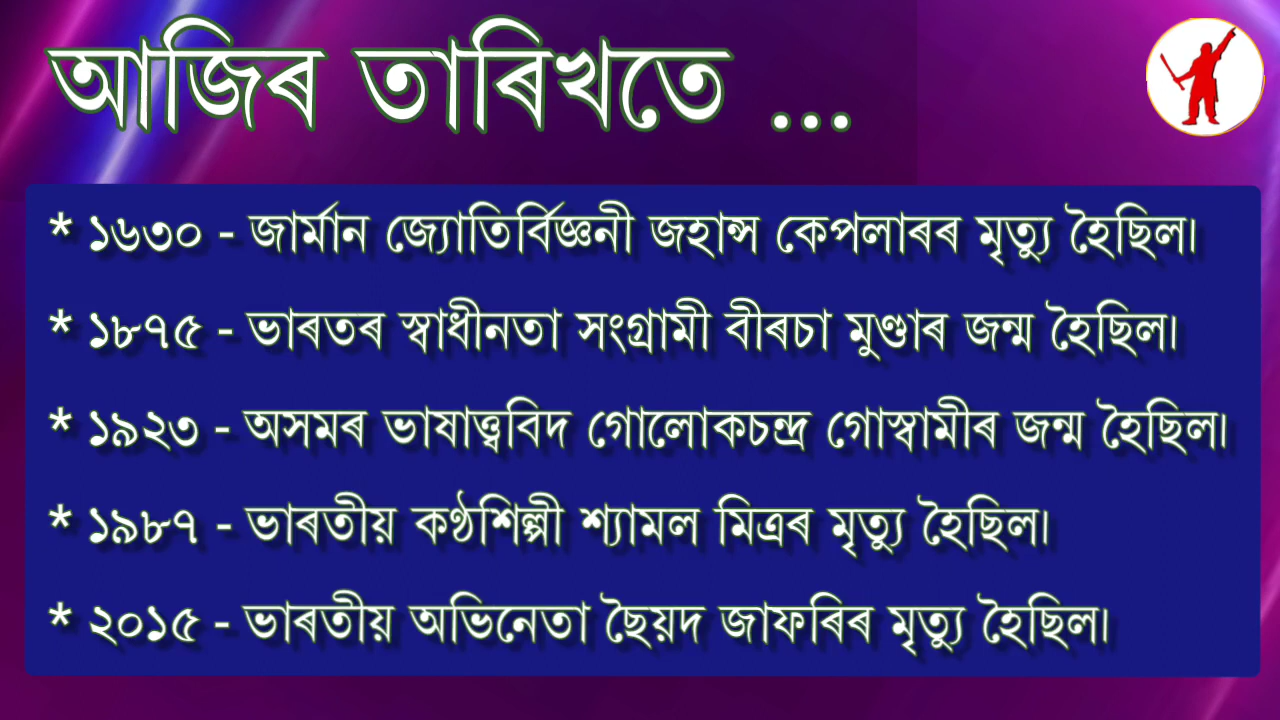 আজিৰ তাৰিখতে ...
* ১৬৩০ - জাৰ্মান জ্যোতিৰ্বিজ্ঞনী জহান্স কেপলাৰৰ মৃত্যু হৈছিল।
* ১৮৭৫ - ভাৰতৰ স্বাধীনতা সংগ্ৰামী বীৰচা মুণ্ডাৰ জন্ম হৈছিল।
* ১৯২৩ - অসমৰ ভাষাত্ত্ববিদ গোলোকচন্দ্ৰ গোস্বামীৰ জন্ম হৈছিল।
* ১৯৮৭ - ভাৰতীয় কণ্ঠশিল্পী শ্যামল মিত্ৰৰ মৃত্যু হৈছিল।
* ২০১৫ - ভাৰতীয় অভিনেতা ছৈয়দ জাফৰিৰ মৃত্যু হৈছিল।